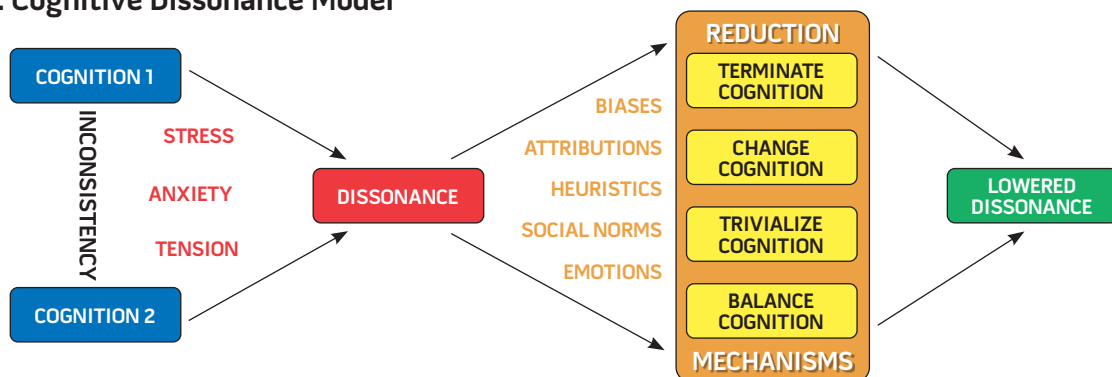 . Cognitive Dissonance Model
COGNITION 1
INCONSISTENCY
COGNITION 2
STRESS
ANXIETY
TENSION
DISSONANCE
BIASES
ATTRIBUTIONS
HEURISTICS
SOCIAL NORMS
EMOTIONS
REDUCTION
TERMINATE
COGNITION
CHANGE
COGNITION
TRIVIALIZE
COGNITION
BALANCE
COGNITION
MECHANISMS
LOWERED
DISSONANCE